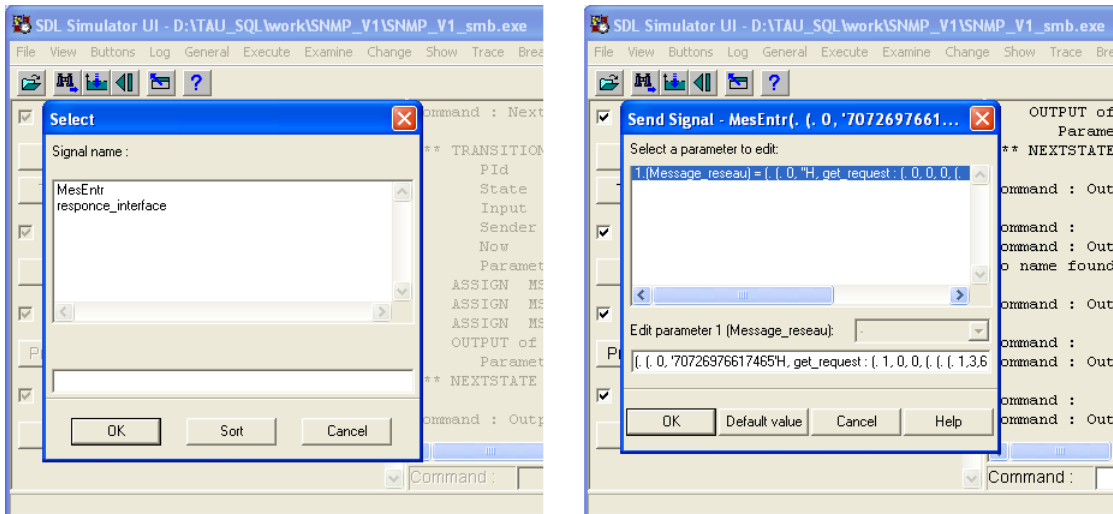 SDL Simulator UI - D:\TAU_SQL\work\SNMP_V1\SNMP_V1_smb.exe
File View Buttons Log General Execute Examine Change Show Trace Brea
Select
Signal name :
MesEntr
responce_interface
OK Sort Cancel
ommand : Next
** TRANSITION
PId
State
Input
Sender
Now
Paramet
ASSIGN MS
ASSIGN MS
ASSIGN MS
OUTPUT of
Paramet
** NEXTSTATE
ommand : Outp
Command :
SDL Simulator UI - D:\TAU_SQL\work\SNMP_V1\SNMP_V1_smb.exe
File View Buttons Log General Execute Examine Change Show Trace Bre
Send Signal - MesEntr(. (. 0, '7072697661...
Select a parameter to edit:
1.(Message_reseau) = (. (. 0, ''H, get_request : (. 0, 0, 0, (.
Edit parameter 1 (Message_reseau): -
(. (. 0, '70726976617465'H, get_request : (. 1, 0, 0, (. (. (. 1,3,6
OK Default value Cancel Help
OUTPUT of
Parame
** NEXTSTATE
ommand : Out
ommand :
ommand : Out
o name found
ommand : Out
ommand :
ommand : Out
ommand :
ommand : Out
Command :